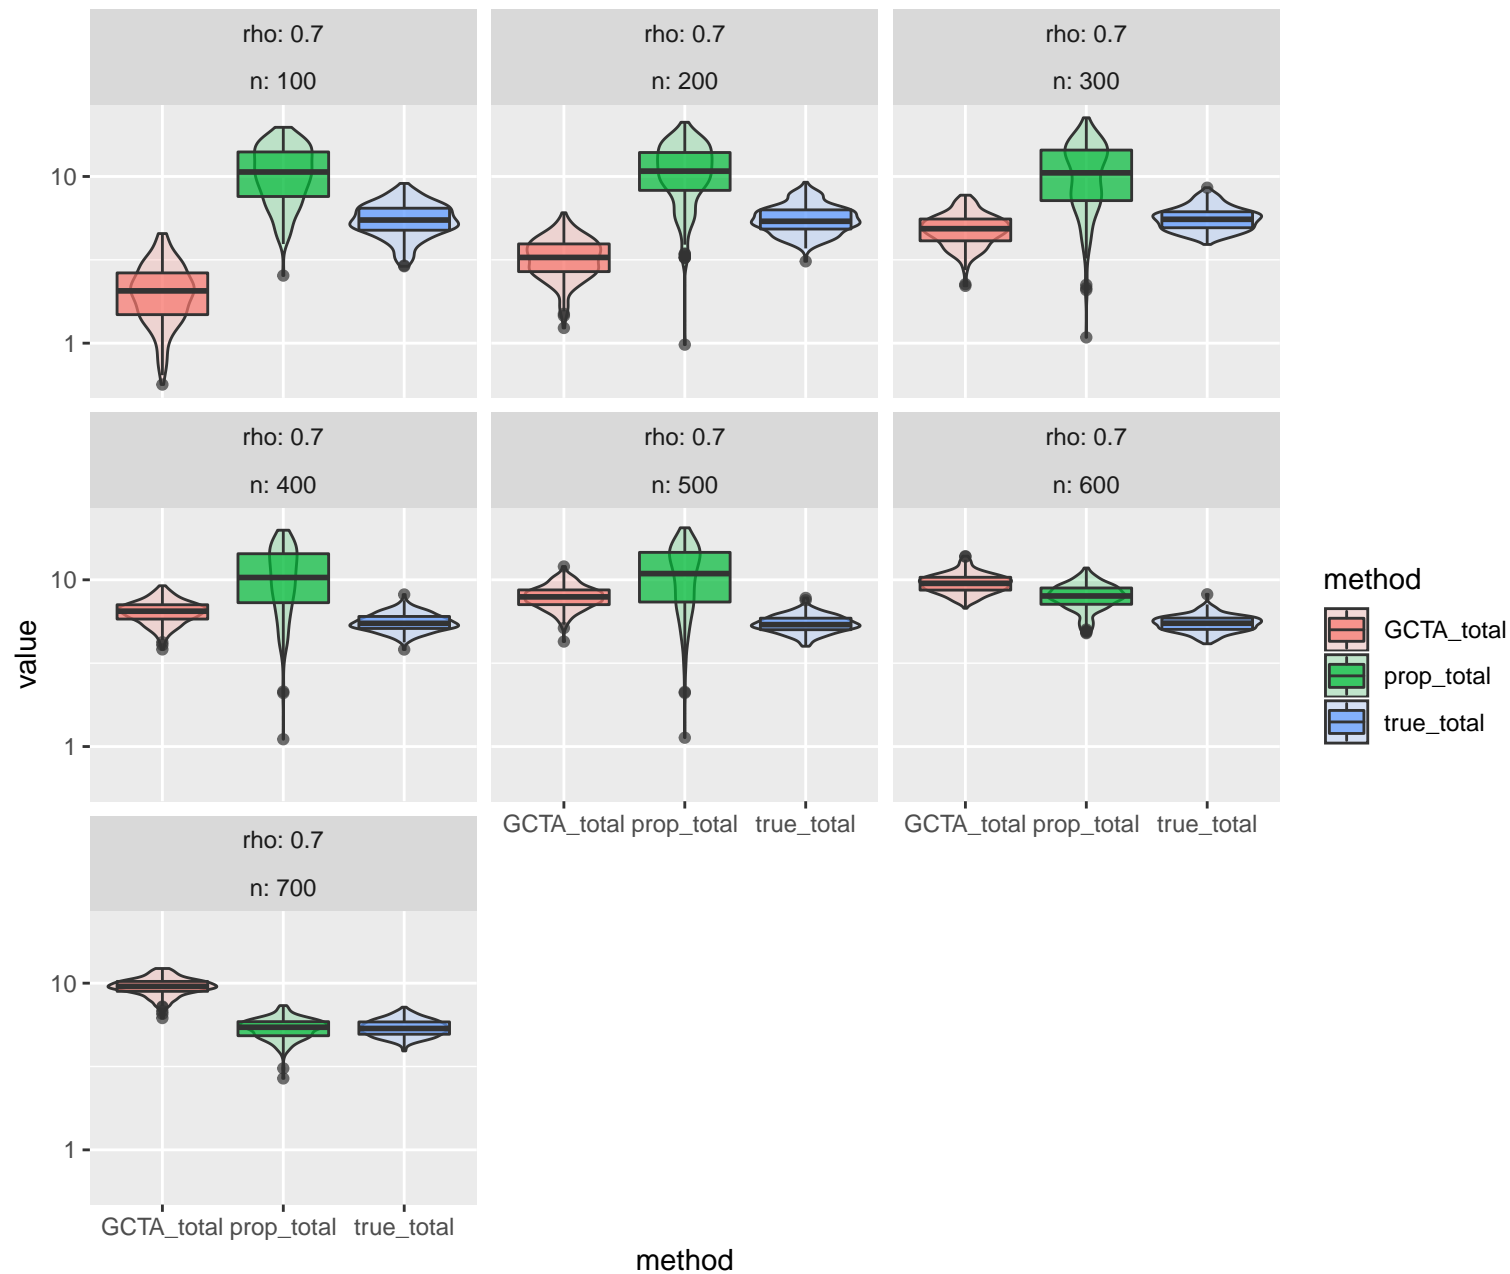 rho: 0.7
rho: 0.7
rho: 0.7
n: 100
n: 200
n: 300
10
1
rho: 0.7
rho: 0.7
rho: 0.7
n: 400
n: 500
n: 600
10
1
GCTA_total prop_total true_total
GCTA_total prop_total true_total
rho: 0.7
n: 700
10
1
GCTA_total prop_total true_total
value
method
method
GCTA_total
prop_total
true_total